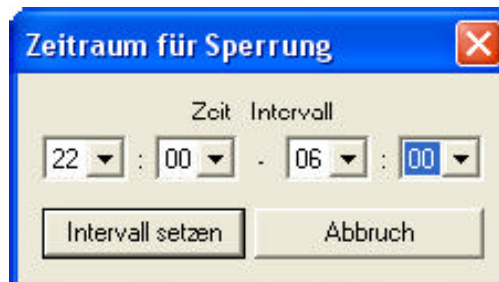 Zeitraum für Sperrung
Zeit Intervall
22 : 00 - 06 : 00
Intervall setzen Abbruch